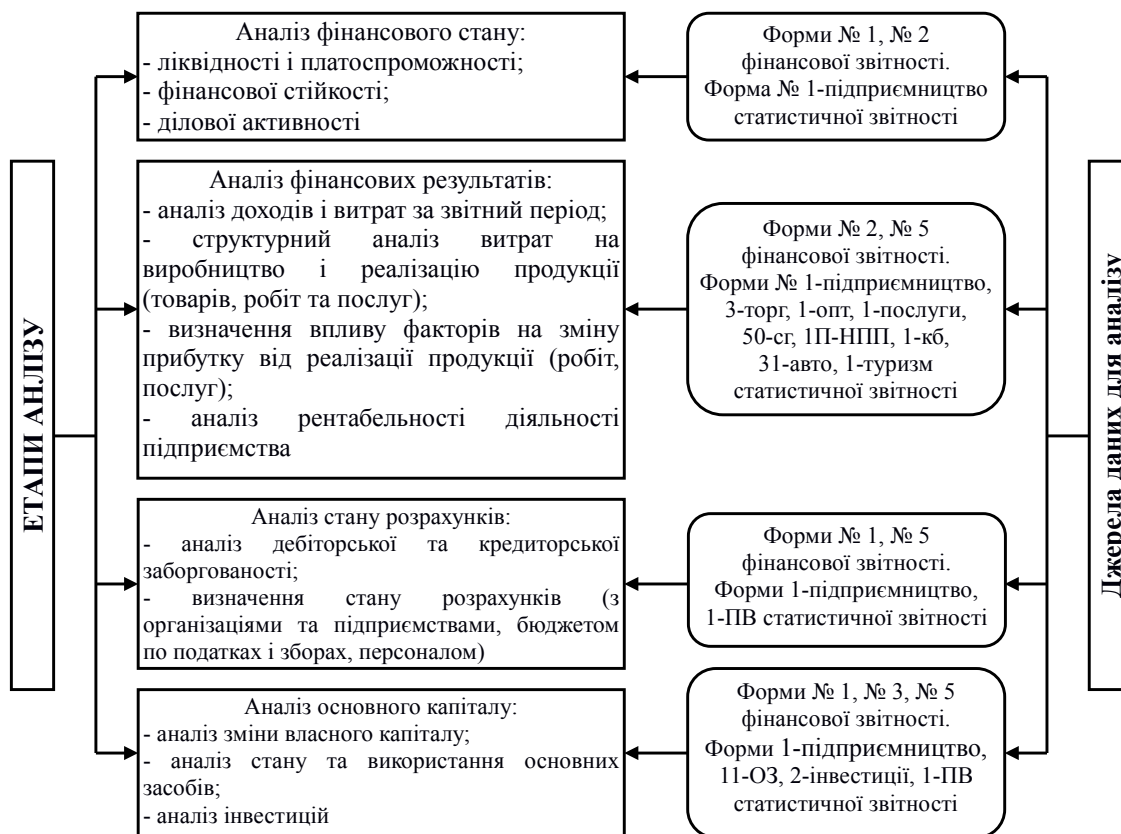 Аналіз фінансового стану:
- ліквідності і платоспроможності;
- фінансової стійкості;
- ділової активності
Форми № 1, № 2
фінансової звітності.
Форма № 1-підприємництво
статистичної звітності
ЕТАПИ АНЛІЗУ
Аналіз фінансових результатів:
- аналіз доходів і витрат за звітний період;
- структурний аналіз витрат на
виробництво і реалізацію продукції
(товарів, робіт та послуг);
- визначення впливу факторів на зміну
прибутку від реалізації продукції (робіт,
послуг);
- аналіз рентабельності діяльності
підприємства
Форми № 2, № 5
фінансової звітності.
Форми № 1-підприємництво,
3-торг, 1-опт, 1-послуги,
50-сг, 1П-НПП, 1-кб,
31-авто, 1-туризм
статистичної звітності
Джерела даних для аналізу
Аналіз стану розрахунків:
- аналіз дебіторської та кредиторської
заборгованості;
- визначення стану розрахунків (з
організаціями та підприємствами, бюджетом
по податках і зборах, персоналом)
Форми № 1, № 5
фінансової звітності.
Форми 1-підприємництво,
1-ПВ статистичної звітності
Аналіз основного капіталу:
- аналіз зміни власного капіталу;
- аналіз стану та використання основних
засобів;
- аналіз інвестицій
Форми № 1, № 3, № 5
фінансової звітності.
Форми 1-підприємництво,
11-ОЗ, 2-інвестиції, 1-ПВ
статистичної звітності